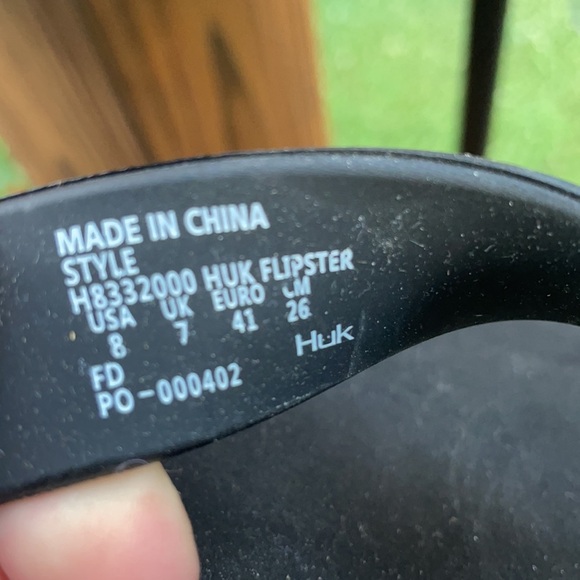 MADE IN CHINA
STYLE
H8332000 HUK FLIPSTER
USA UK EURO CM
8 7 41 26
FD
PO-000402
Huk